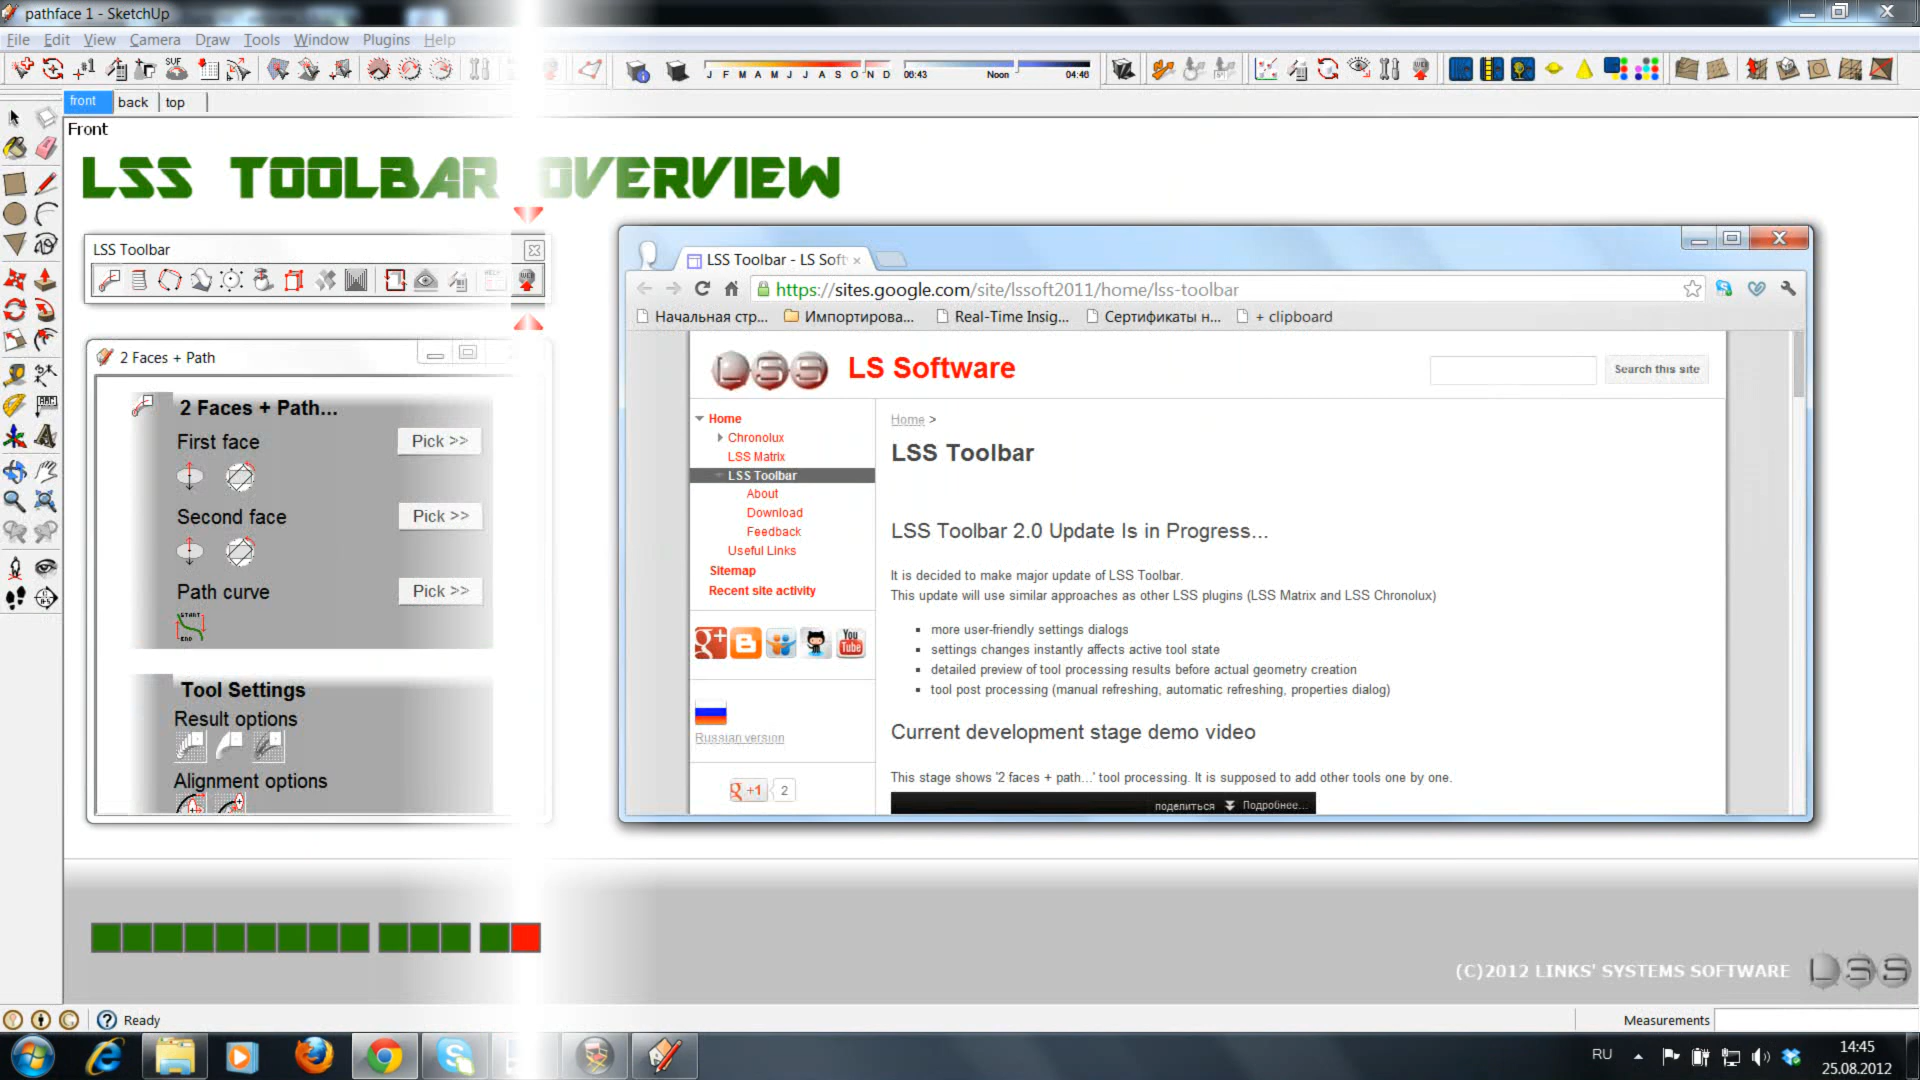 pathface 1 - SketchUp
File Edit View Camera Draw Tools Window Plugins Help
J F M A M J J A S O N D 06:43 Noon 04:46
front back top
Front
LSS TOOLBAR OVERVIEW
LSS Toolbar
2 Faces + Path
2 Faces + Path...
First face Pick >>
Second face Pick >>
Path curve Pick >>
START
END
Tool Settings
Result options
Alignment options
LSS Toolbar - LS Soft
https://sites.google.com/site/lssoft2011/home/lss-toolbar
Начальная стр... Импортирова... Real-Time Insig... Сертификаты н... + clipboard
LSS LS Software
Search this site
Home
Chronolux
LSS Matrix
LSS Toolbar
About
Download
Feedback
Useful Links
Sitemap
Recent site activity
You Tube
Russian version
+1 2
Home >
LSS Toolbar
LSS Toolbar 2.0 Update Is in Progress...
It is decided to make major update of LSS Toolbar.
This update will use similar approaches as other LSS plugins (LSS Matrix and LSS Chronolux)
more user-friendly settings dialogs
settings changes instantly affects active tool state
detailed preview of tool processing results before actual geometry creation
tool post processing (manual refreshing, automatic refreshing, properties dialog)
Current development stage demo video
This stage shows '2 faces + path...' tool processing. It is supposed to add other tools one by one.
поделиться Подробнее...
(C)2012 LINKS' SYSTEMS SOFTWARE LSS
Ready
Measurements
RU
14:45
25.08.2012